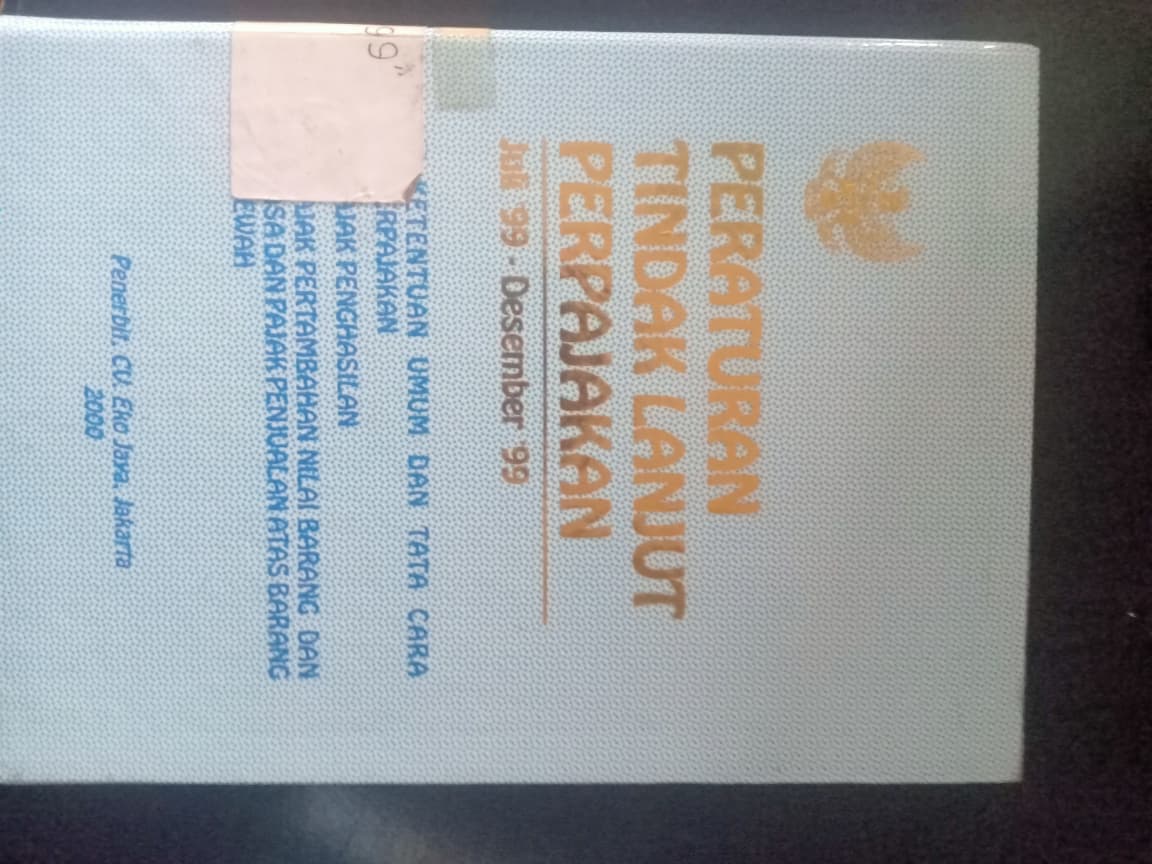 PERATURAN
TINDAK LANJUT
PERPAJAKAN
Juli '99 - Desember '99
KETENTUAN UMUM DAN TATA CARA
ERPAJAKAN
JAK PENGHASILAN
JAK PERTAMBAHAN NILAI BARANG DAN
SA DAN PAJAK PENJUALAN ATAS BARANG
EWAH
Penerbit. CV. Eko Jaya. Jakarta
2000
99